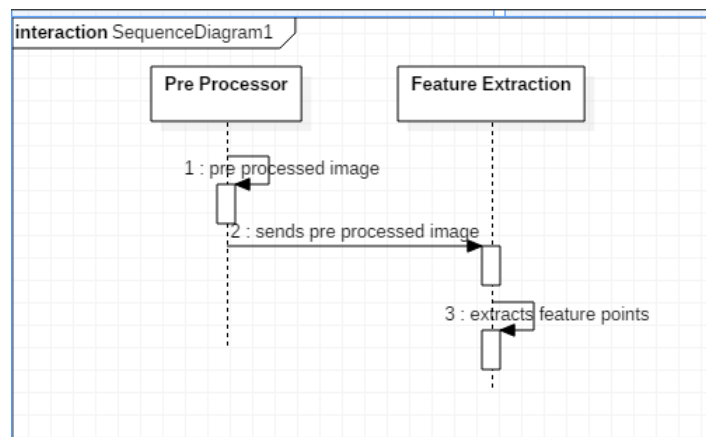 interaction SequenceDiagram1
Pre Processor
Feature Extraction
1 : pre processed image
2 : sends pre processed image
3 : extracts feature points